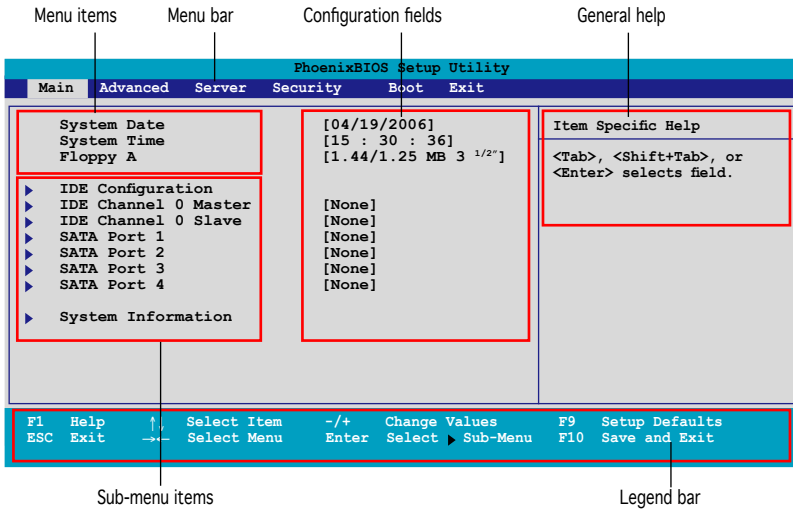 Menu items Menu bar Configuration fields General help
PhoenixBIOS Setup Utility
Main Advanced Server Security Boot Exit
System Date [04/19/2006]
System Time [15 : 30 : 36]
Floppy A [1.44/1.25 MB 3 1/2"]
Item Specific Help
<Tab>, <Shift+Tab>, or
<Enter> selects field.
IDE Configuration
IDE Channel 0 Master [None]
IDE Channel 0 Slave [None]
SATA Port 1 [None]
SATA Port 2 [None]
SATA Port 3 [None]
SATA Port 4 [None]
System Information
F1 Help ↑↓ Select Item -/+ Change Values F9 Setup Defaults
ESC Exit →← Select Menu Enter Select ▶ Sub-Menu F10 Save and Exit
Sub-menu items Legend bar